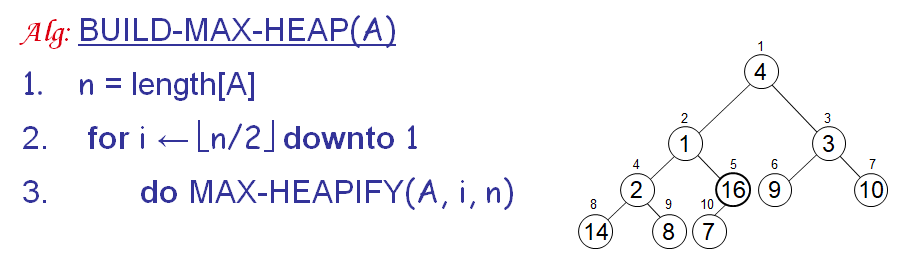 Alg: BUILD-MAX-HEAP(A)
1. n = length[A]
2. for i ← ⌊n/2⌋ downto 1
3. do MAX-HEAPIFY(A, i, n)
1
4
2 3
1 3
4 5 6 7
2 16 9 10
8 9 10
14 8 7